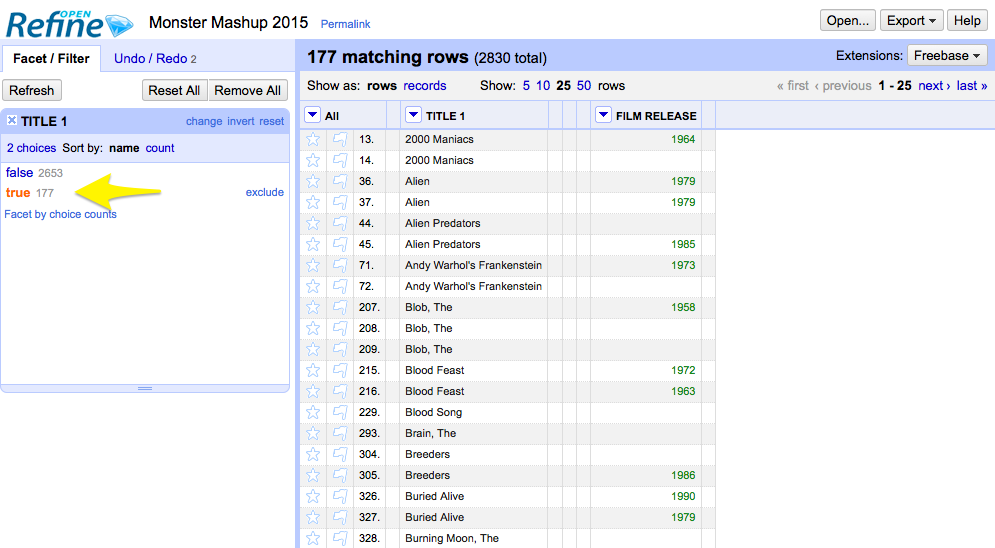 OPEN
Refine
Monster Mashup 2015 Permalink
Open... Export Help
Facet / Filter Undo / Redo 2
Refresh Reset All Remove All
TITLE 1 change invert reset
2 choices Sort by: name count
false 2653
true 177 exclude
Facet by choice counts
177 matching rows (2830 total)
Extensions: Freebase
Show as: rows records Show: 5 10 25 50 rows « first ‹ previous 1 - 25 next › last »
All TITLE 1 FILM RELEASE
13. 2000 Maniacs 1964
14. 2000 Maniacs
36. Alien 1979
37. Alien 1979
44. Alien Predators
45. Alien Predators 1985
71. Andy Warhol's Frankenstein 1973
72. Andy Warhol's Frankenstein
207. Blob, The 1958
208. Blob, The
209. Blob, The
215. Blood Feast 1972
216. Blood Feast 1963
229. Blood Song
293. Brain, The
304. Breeders
305. Breeders 1986
326. Buried Alive 1990
327. Buried Alive 1979
328. Burning Moon, The